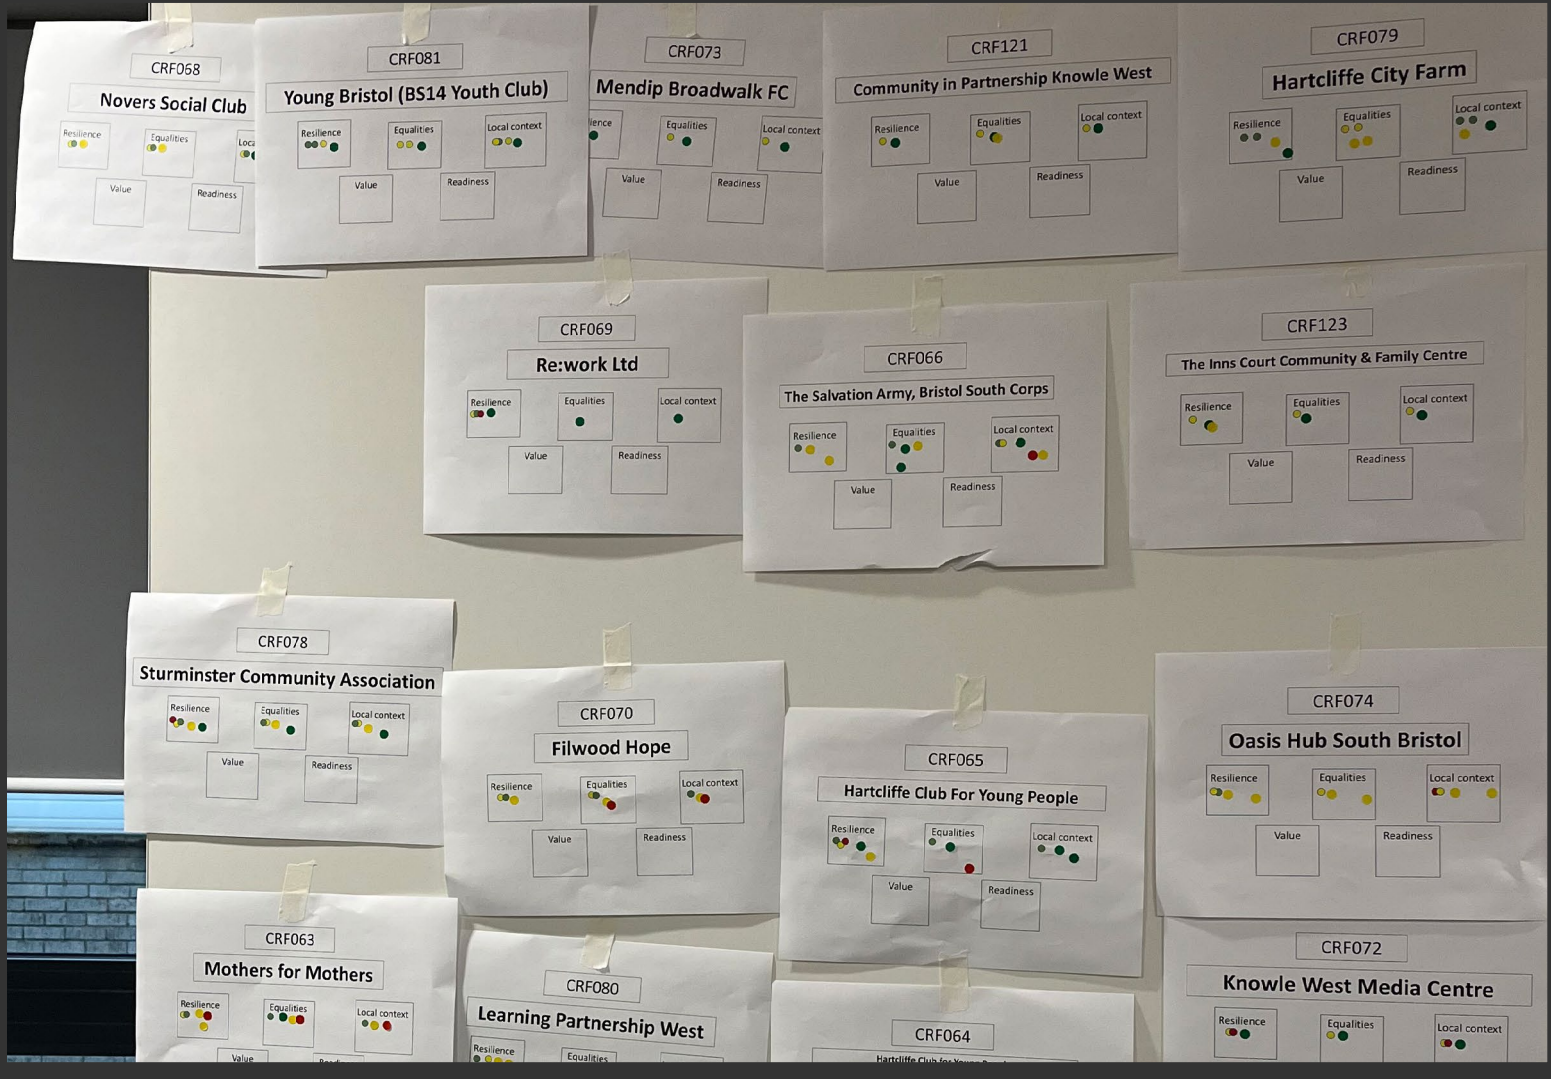 CRF068
Novers Social Club
Resilience
Equalities
Loca
Value
Readiness
CRF081
Young Bristol (BS14 Youth Club)
Resilience
Equalities
Local context
Value
Readiness
CRF073
Mendip Broadwalk FC
lience
Equalities
Local context
Value
Readiness
CRF121
Community in Partnership Knowle West
Resilience
Equalities
Local context
Value
Readiness
CRF079
Hartcliffe City Farm
Resilience
Equalities
Local context
Value
Readiness
CRF069
Re:work Ltd
Resilience
Equalities
Local context
Value
Readiness
CRF066
The Salvation Army, Bristol South Corps
Resilience
Equalities
Local context
Value
Readiness
CRF123
The Inns Court Community & Family Centre
Resilience
Equalities
Local context
Value
Readiness
CRF078
Sturminster Community Association
Resilience
Equalities
Local context
Value
Readiness
CRF070
Filwood Hope
Resilience
Equalities
Local context
Value
Readiness
CRF065
Hartcliffe Club For Young People
Resilience
Equalities
Local context
Value
Readiness
CRF074
Oasis Hub South Bristol
Resilience
Equalities
Local context
Value
Readiness
CRF063
Mothers for Mothers
Resilience
Equalities
Local context
Value
CRF080
Learning Partnership West
Resilience
Equalities
CRF064
Hartcliffe Club for Young
CRF072
Knowle West Media Centre
Resilience
Equalities
Local context